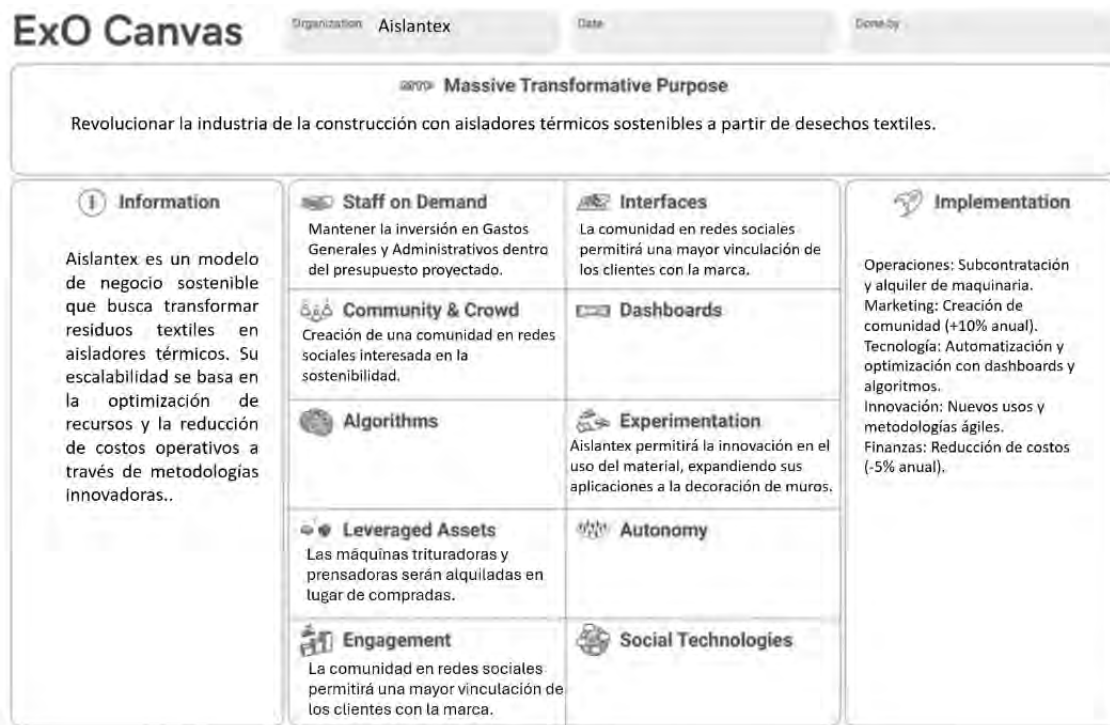 ExO Canvas
Organization
Aislantex
Date
Done by
Massive Transformative Purpose
Revolucionar la industria de la construcción con aisladores térmicos sostenibles a partir de desechos textiles.
Information
Aislantex es un modelo
de negocio sostenible
que busca transformar
residuos textiles en
aisladores térmicos. Su
escalabilidad se basa en
la optimización de
recursos y la reducción
de costos operativos a
través de metodologías
innovadoras..
Staff on Demand
Mantener la inversión en Gastos
Generales y Administrativos dentro
del presupuesto proyectado.
Interfaces
La comunidad en redes sociales
permitirá una mayor vinculación de
los clientes con la marca.
Community & Crowd
Creación de una comunidad en redes
sociales interesada en la
sostenibilidad.
Dashboards
Algorithms
Experimentation
Aislantex permitirá la innovación en el
uso del material, expandiendo sus
aplicaciones a la decoración de muros.
Leveraged Assets
Las máquinas trituradoras y
prensadoras serán alquiladas en
lugar de compradas.
Autonomy
Engagement
La comunidad en redes sociales
permitirá una mayor vinculación de
los clientes con la marca.
Social Technologies
Implementation
Operaciones: Subcontratación
y alquiler de maquinaria.
Marketing: Creación de
comunidad (+10% anual).
Tecnología: Automatización y
optimización con dashboards y
algoritmos.
Innovación: Nuevos usos y
metodologías ágiles.
Finanzas: Reducción de costos
(-5% anual).